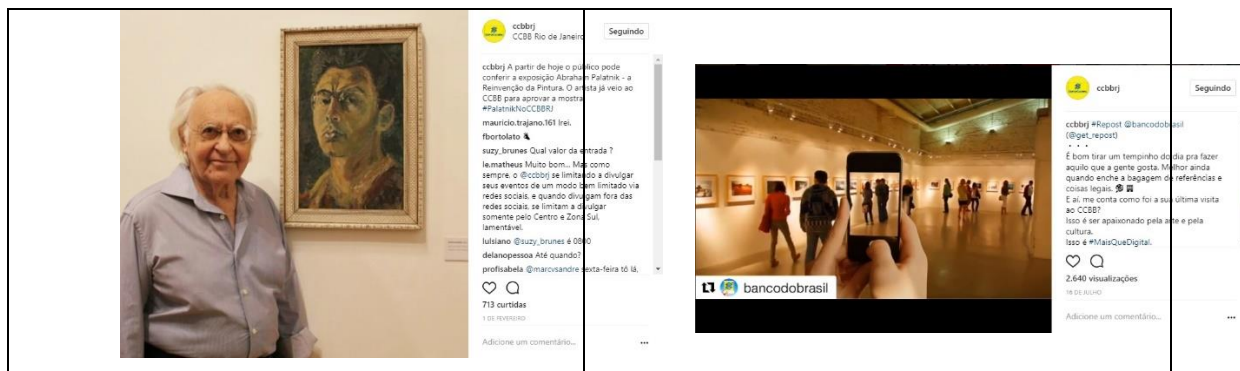 ccbbrj
CCBB Rio de Janeiro
Seguindo
ccbbrj A partir de hoje o público pode
conferir a exposição Abraham Palatnik - a
Reinvenção da Pintura. O artista já veio ao
CCBB para aprovar a mostra!
#PalatnikNoCCBBRJ
mauricio.trajano.161 Irei.
fbortolato
suzy_brunes Qual valor da entrada ?
le.matheus Muito bom... Mas como
sempre, o @ccbbrj se limitando a divulgar
seus eventos de um modo bem limitado via
redes sociais, e quando divulgam fora das
redes sociais, se limitam a divulgar
somente pelo Centro e Zona Sul,
lamentável.
lulsiano @suzy_brunes é 0800
delanopessoa Até quando?
profisabela @marcvsandre sexta-feira tô lá,
713 curtidas
1 DE FEVEREIRO
Adicione um comentário...
bancodobrasil
ccbbrj
Seguindo
ccbbrj #Repost @bancodobrasil
(@get_repost)
・・・
É bom tirar um tempinho do dia pra fazer
aquilo que a gente gosta. Melhor ainda
quando enche a bagagem de referências e
coisas legais.
E aí, me conta como foi a sua última visita
ao CCBB?
Isso é ser apaixonado pela arte e pela
cultura.
Isso é #MaisQueDigital.
2.640 visualizações
18 DE JULHO
Adicione um comentário...